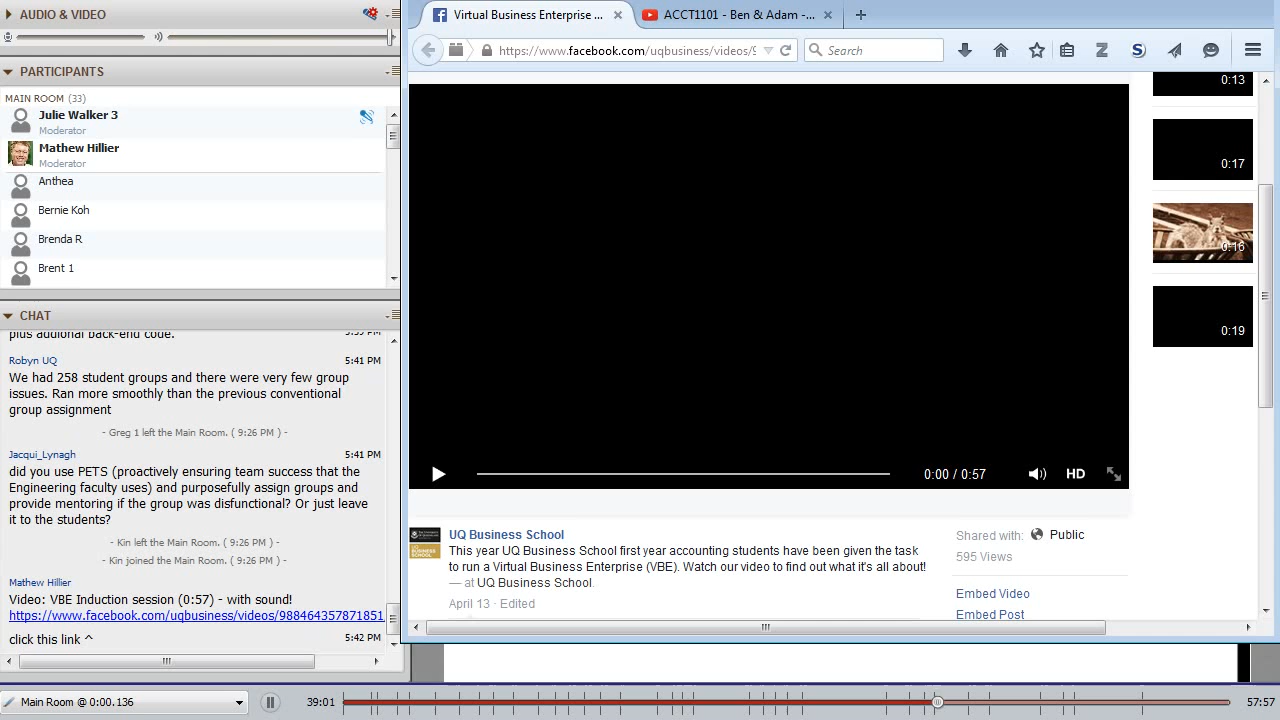 AUDIO & VIDEO
PARTICIPANTS
MAIN ROOM (33)
Julie Walker 3
Moderator
Mathew Hillier
Moderator
Anthea
Bernie Koh
Brenda R
Brent 1
CHAT
plus addional back-end code.
Robyn UQ 5:41 PM
We had 258 student groups and there were very few group
issues. Ran more smoothly than the previous conventional
group assignment
- Greg 1 left the Main Room. ( 9:26 PM ) -
Jacqui_Lynagh 5:41 PM
did you use PETS (proactively ensuring team success that the
Engineering faculty uses) and purposefully assign groups and
provide mentoring if the group was disfunctional? Or just leave
it to the students?
- Kin left the Main Room. ( 9:26 PM ) -
- Kin joined the Main Room. ( 9:26 PM ) -
Mathew Hillier
Video: VBE Induction session (0:57) - with sound!
https://www.facebook.com/uqbusiness/videos/988464357871851
click this link ^ 5:42 PM
Main Room @ 0:00.136
39:01
57:57
Virtual Business Enterprise ...
ACCT1101 - Ben & Adam -...
https://www.facebook.com/uqbusiness/videos/9
Search
0:13
0:17
0:16
0:19
0:00 / 0:57
HD
UQ Business School
This year UQ Business School first year accounting students have been given the task
to run a Virtual Business Enterprise (VBE). Watch our video to find out what it's all about!
— at UQ Business School.
April 13 · Edited
Shared with: Public
595 Views
Embed Video
Embed Post